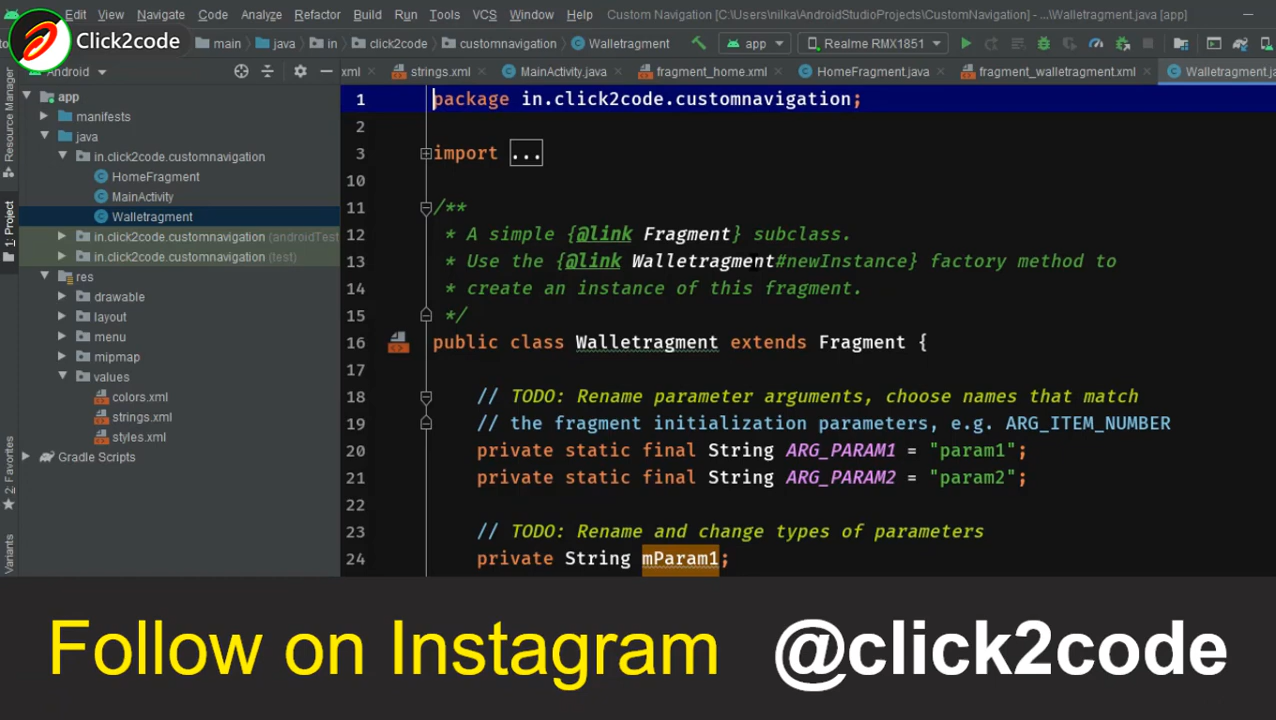 Edit View Navigate Code Analyze Refactor Build Run Tools VCS Window Help Custom Navigation [C:\Users\nilka\AndroidStudioProjects\CustomNavigation] - ...\Walletragment.java [app]
Click2code
main java in click2code customnavigation Walletragment app Realme RMX1851
Android
xml strings.xml MainActivity.java fragment_home.xml HomeFragment.java fragment_walletragment.xml Walletragment.ja
Resource Manager
1: Project
2: Favorites
Variants
app
manifests
java
in.click2code.customnavigation
HomeFragment
MainActivity
Walletragment
in.click2code.customnavigation (androidTest
in.click2code.customnavigation (test)
res
drawable
layout
menu
mipmap
values
colors.xml
strings.xml
styles.xml
Gradle Scripts
1 package in.click2code.customnavigation;
2
3 import ...
10
11 /**
12 * A simple {@link Fragment} subclass.
13 * Use the {@link Walletragment#newInstance} factory method to
14 * create an instance of this fragment.
15 */
16 public class Walletragment extends Fragment {
17
18 // TODO: Rename parameter arguments, choose names that match
19 // the fragment initialization parameters, e.g. ARG_ITEM_NUMBER
20 private static final String ARG_PARAM1 = "param1";
21 private static final String ARG_PARAM2 = "param2";
22
23 // TODO: Rename and change types of parameters
24 private String mParam1;
Follow on Instagram @click2code